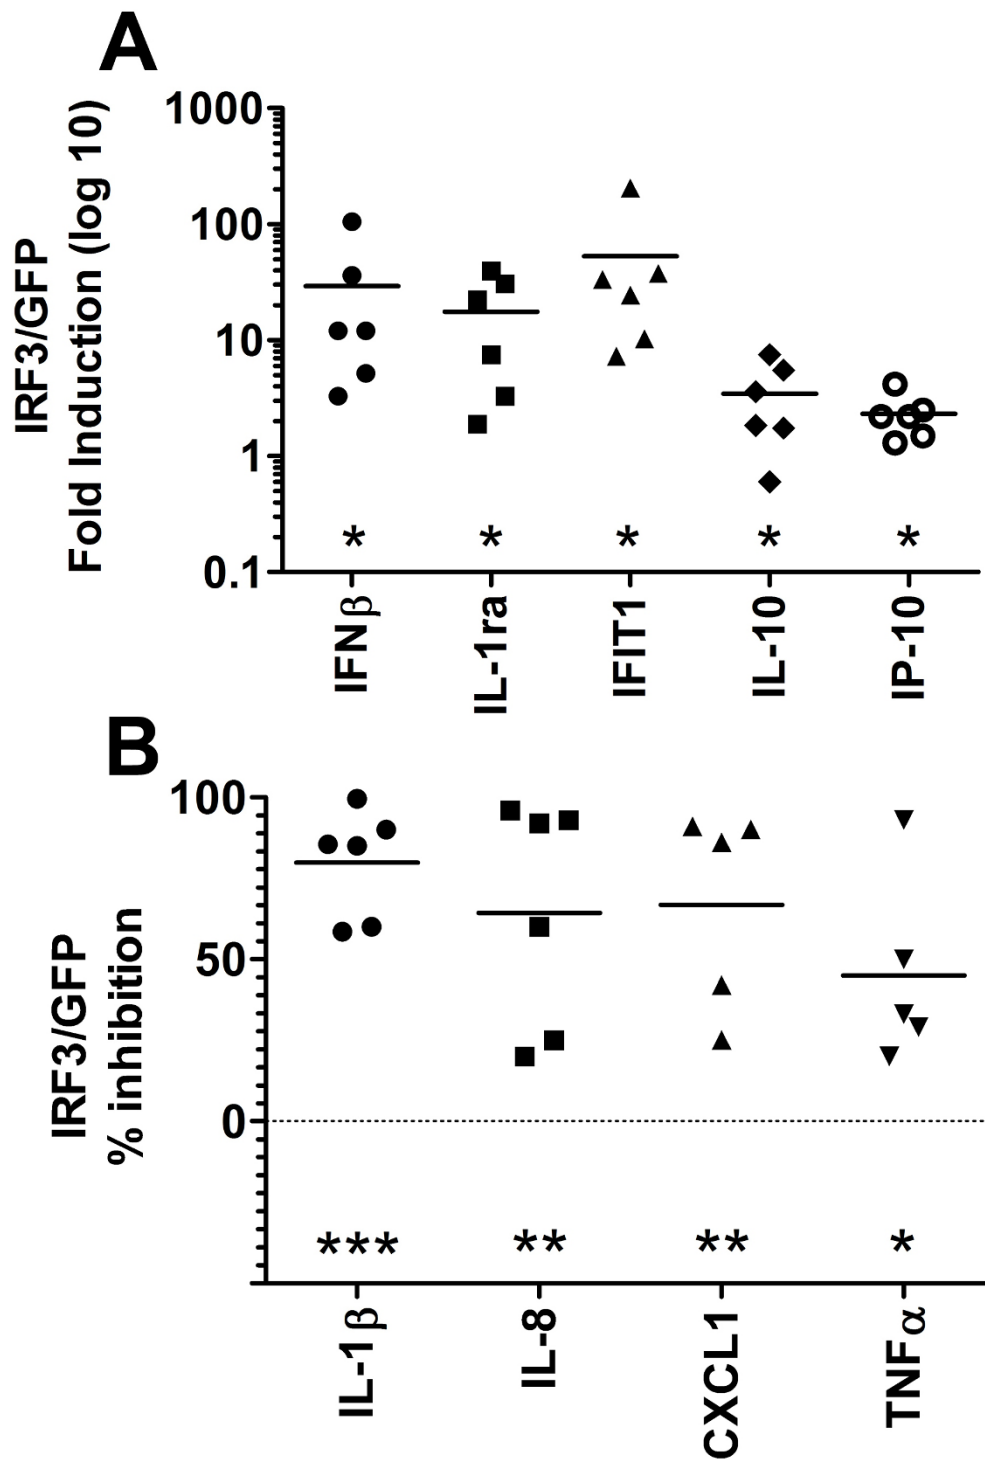 A
IRF3/GFP
Fold Induction (log 10)
1000
100
10
1
0.1
* * * * *
IFNβ
IL-1ra
IFIT1
IL-10
IP-10
B
IRF3/GFP
% inhibition
100
50
0
*** ** ** *
IL-1β
IL-8
CXCL1
TNFα